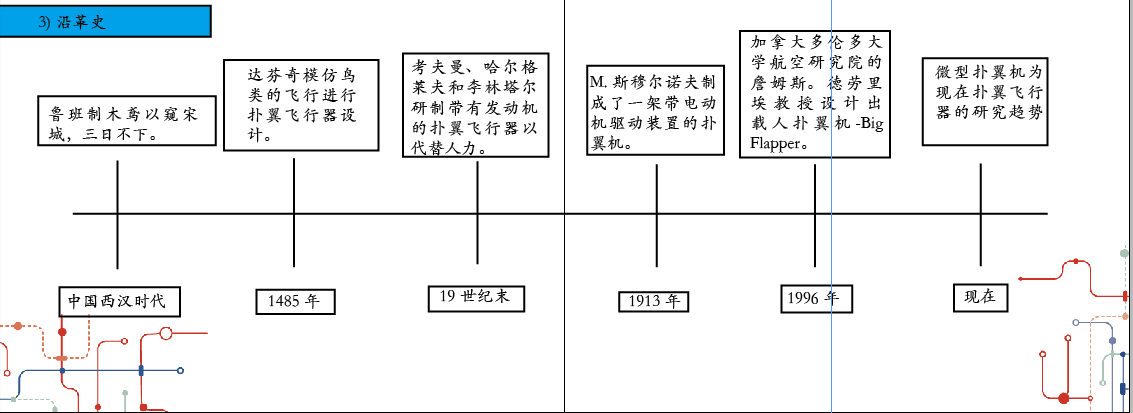 3) 沿革史
鲁班制木鸢以窥宋
城，三日不下。
达芬奇模仿鸟
类的飞行进行
扑翼飞行器设
计。
考夫曼、哈尔格
莱夫和李林塔尔
研制带有发动机
的扑翼飞行器以
代替人力。
M. 斯穆尔诺夫制
成了一架带电动
机驱动装置的扑
翼机。
加拿大多伦多大
学航空研究院的
詹姆斯。德劳里
埃教授设计出
载人扑翼机-Big
Flapper。
微型扑翼机为
现在扑翼飞行
器的研究趋势
中国西汉时代
1485 年
19 世纪末
1913 年
1996 年
现在